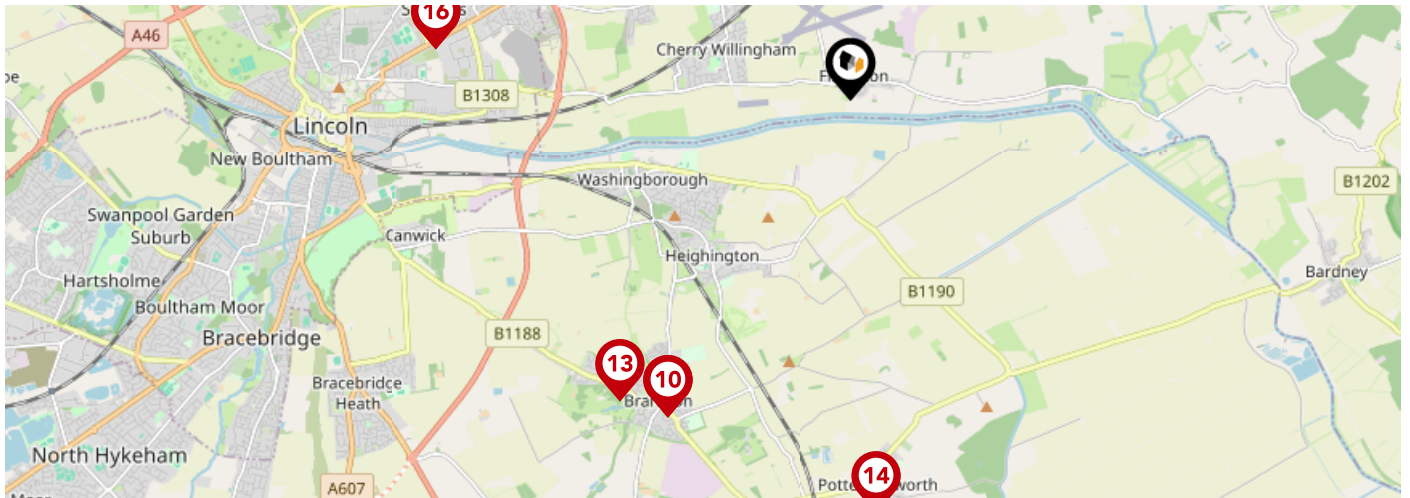 16
A46
Cherry Willingham
B1308
Lincoln
New Boultham
Washingborough
B1202
Swanpool Garden
Suburb
Canwick
Heighington
Bardney
Hartsholme
B1190
Boultham Moor
B1188
Bracebridge
13
10
Bracebridge
Heath
North Hykeham
14
A607